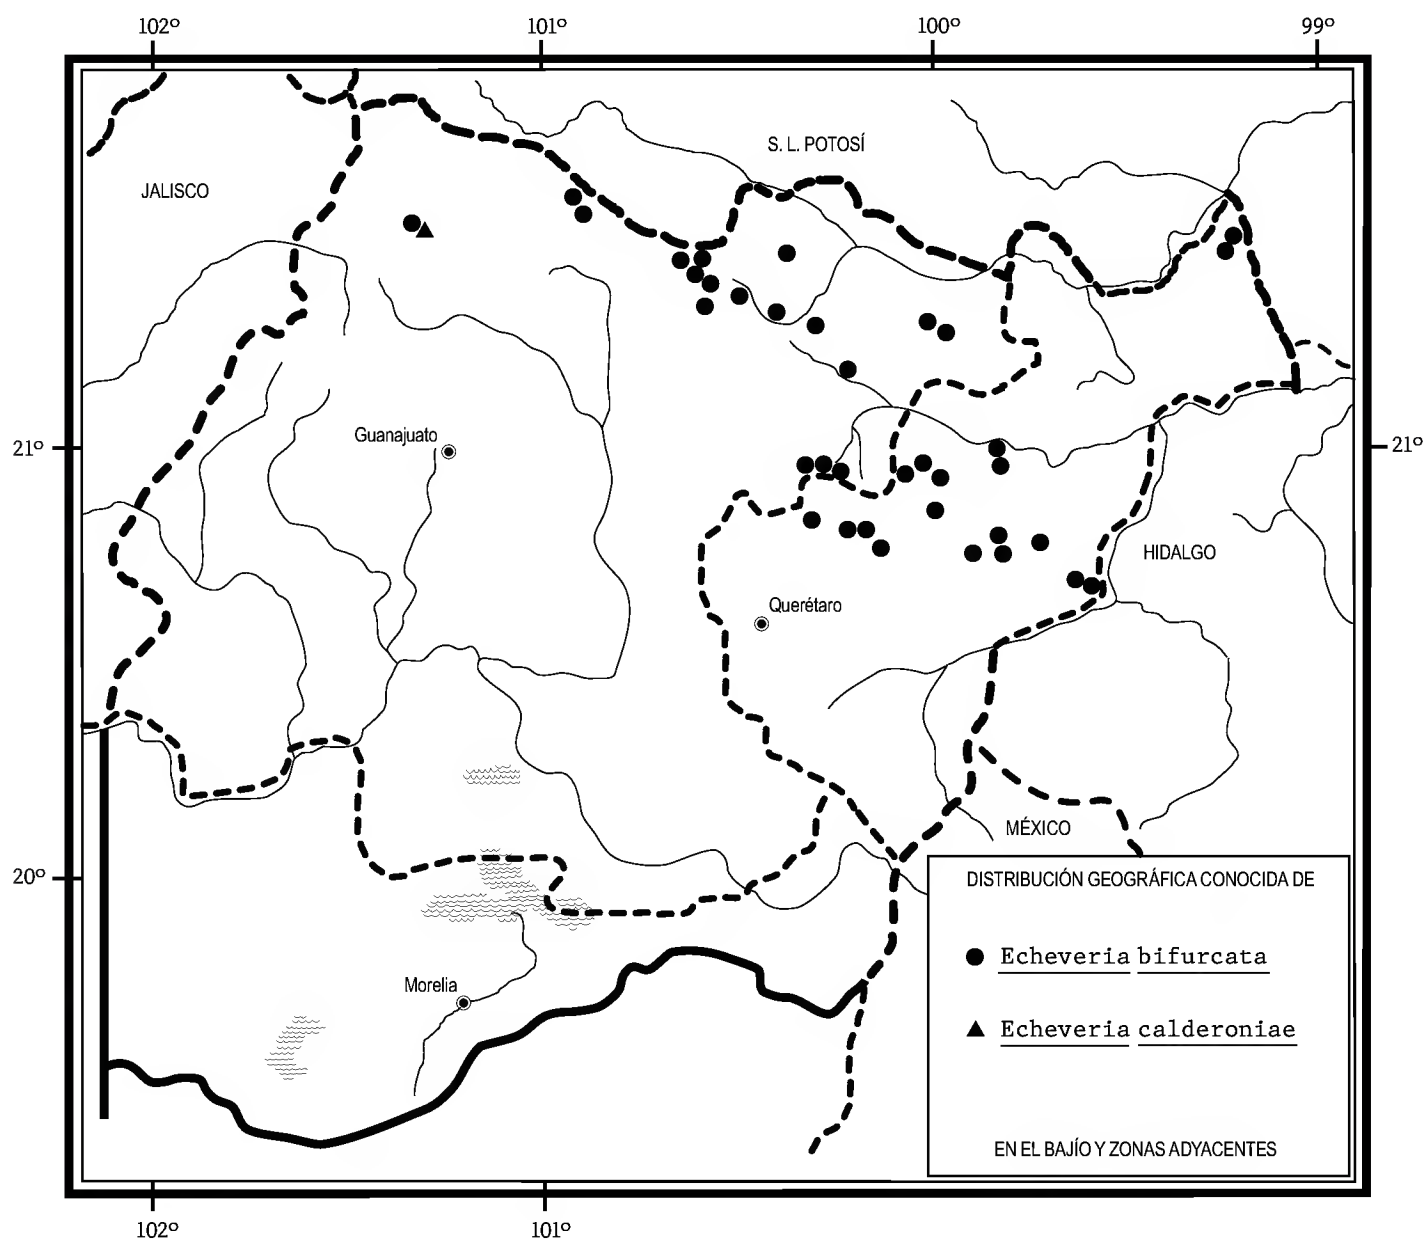 102º
101º
100º
99º
S. L. POTOSÍ
JALISCO
Guanajuato
21º
21º
HIDALGO
Querétaro
MÉXICO
20º
DISTRIBUCIÓN GEOGRÁFICA CONOCIDA DE
Echeveria bifurcata
Morelia
Echeveria calderoniae
EN EL BAJÍO Y ZONAS ADYACENTES
102º
101º